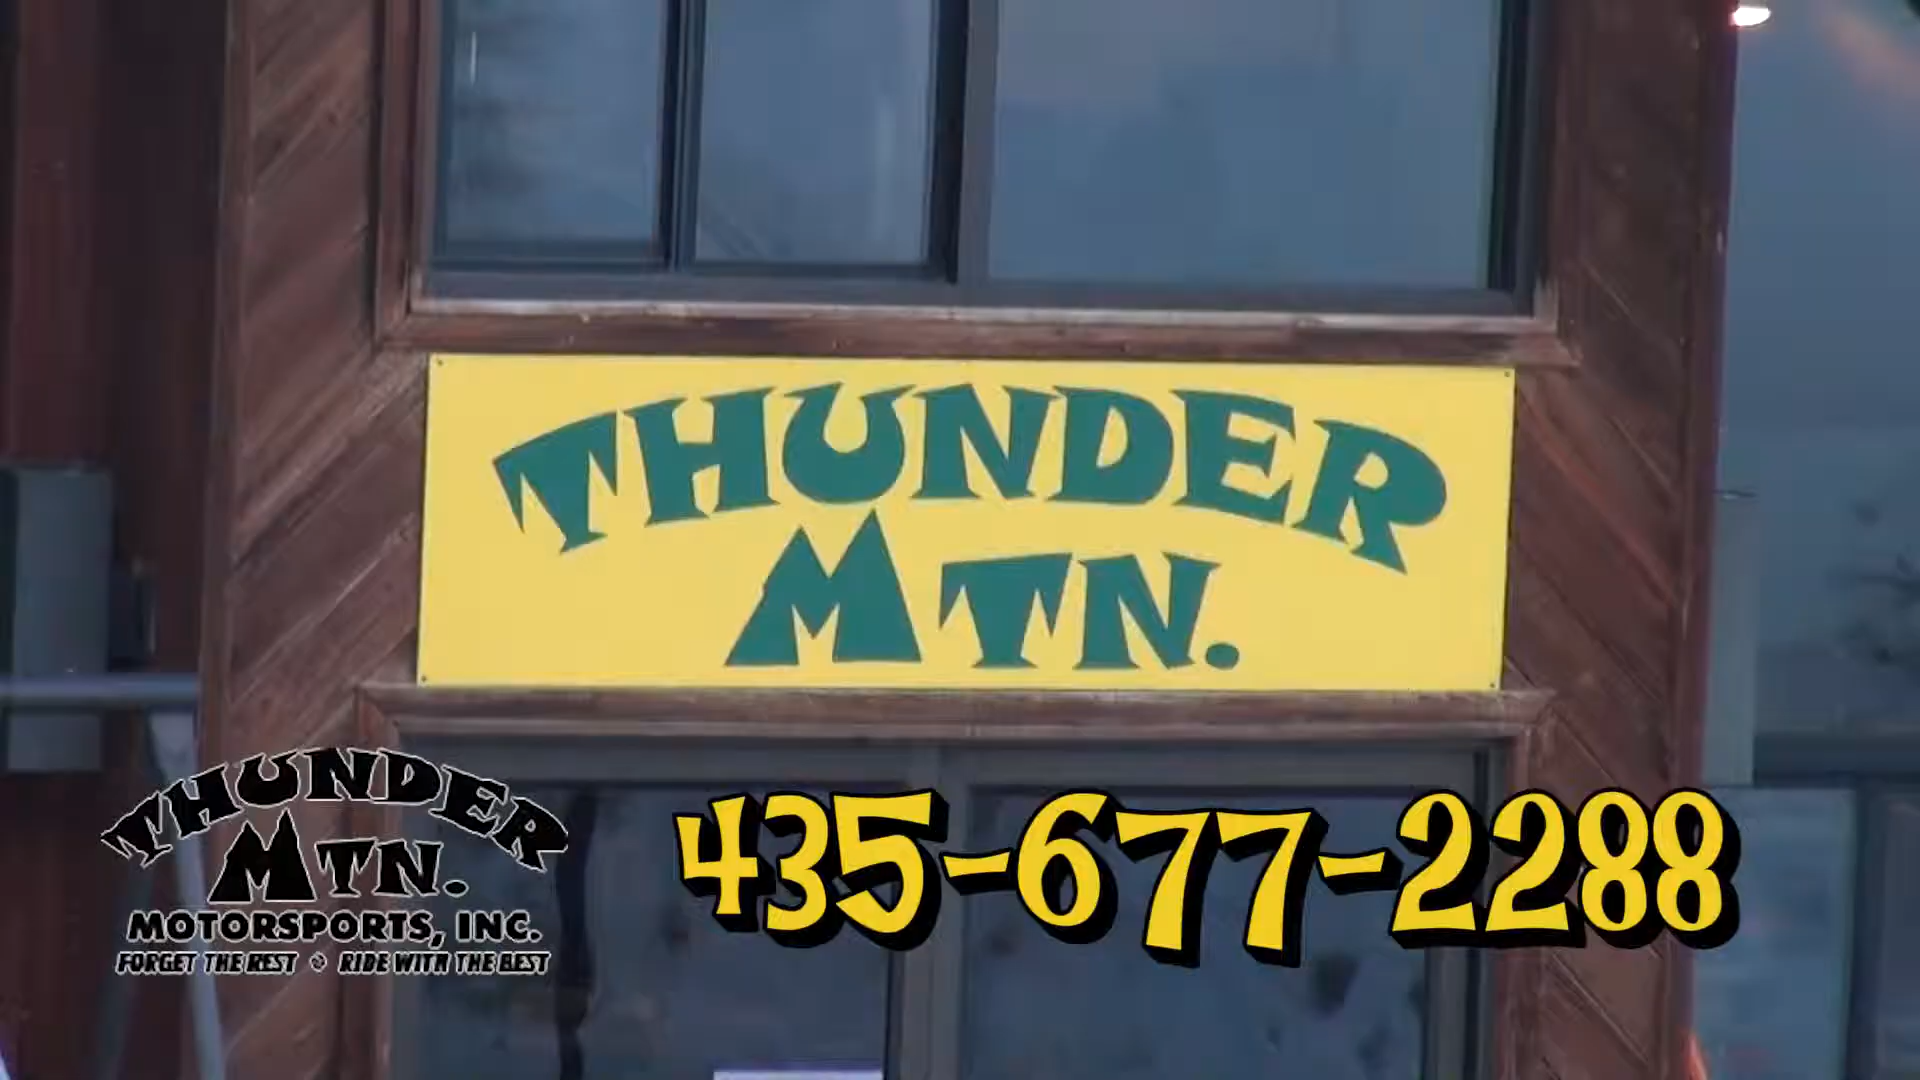 THUNDER
MTN.
THUNDER
MTN.
MOTORSPORTS, INC.
FORGET THE REST ◇ RIDE WITH THE BEST
435-677-2288